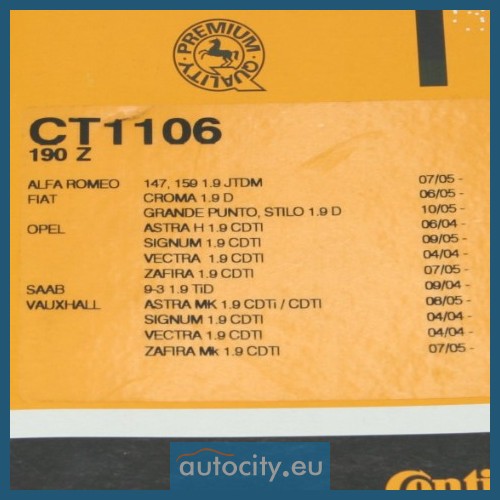 PREMIUM QUALITY
CT1106
190 Z
ALFA ROMEO 147, 159 1.9 JTDM 07/05 -
FIAT CROMA 1.9 D 06/05 -
GRANDE PUNTO, STILO 1.9 D 10/05 -
OPEL ASTRA H 1.9 CDTI 06/04 -
SIGNUM 1.9 CDTI 09/05 -
VECTRA 1.9 CDTI 04/04 -
ZAFIRA 1.9 CDTI 07/05 -
SAAB 9-3 1.9 TiD 09/04 -
VAUXHALL ASTRA MK 1.9 CDTi / CDTI 06/05 -
SIGNUM 1.9 CDTI 04/04 -
VECTRA 1.9 CDTI 04/04 -
ZAFIRA Mk 1.9 CDTI 07/05 -
autocity.eu
Conti